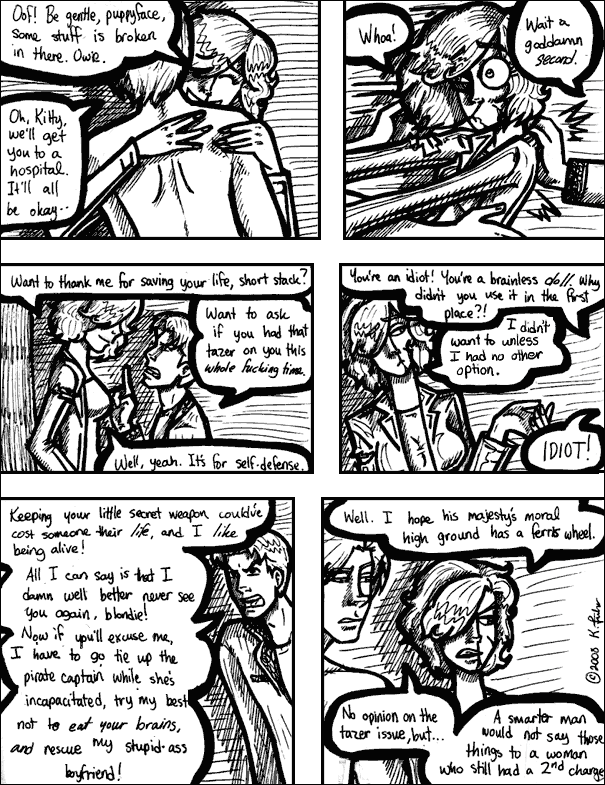 Oof! Be gentle, puppyface,
some stuff is broken
in there. Owie.
Oh, Kitty,
we'll get
you to a
hospital.
It'll all
be okay--
Whoa!
Wait a
goddamn
second!
Want to thank me for saving your life, short stack?
Want to ask
if you had that
tazer on you this
whole fucking time.
Well, yeah. It's for self-defense.
You're an idiot! You're a brainless doll. Why
didn't you use it in the first
place?!
I didn't
want to unless
I had no other
option.
IDIOT!
Keeping your little secret weapon could've
cost someone their life, and I like
being alive!
All I can say is that I
damn well better never see
you again, blondie!
Now if you'll excuse me,
I have to go tie up the
pirate captain while she's
incapacitated, try my best
not to eat your brains,
and rescue my stupid-ass
boyfriend!
Well. I hope his majesty's moral
high ground has a ferris wheel.
No opinion on the
tazer issue, but...
A smarter man
would not say those
things to a woman
who still had a 2nd charge
©2008 K.